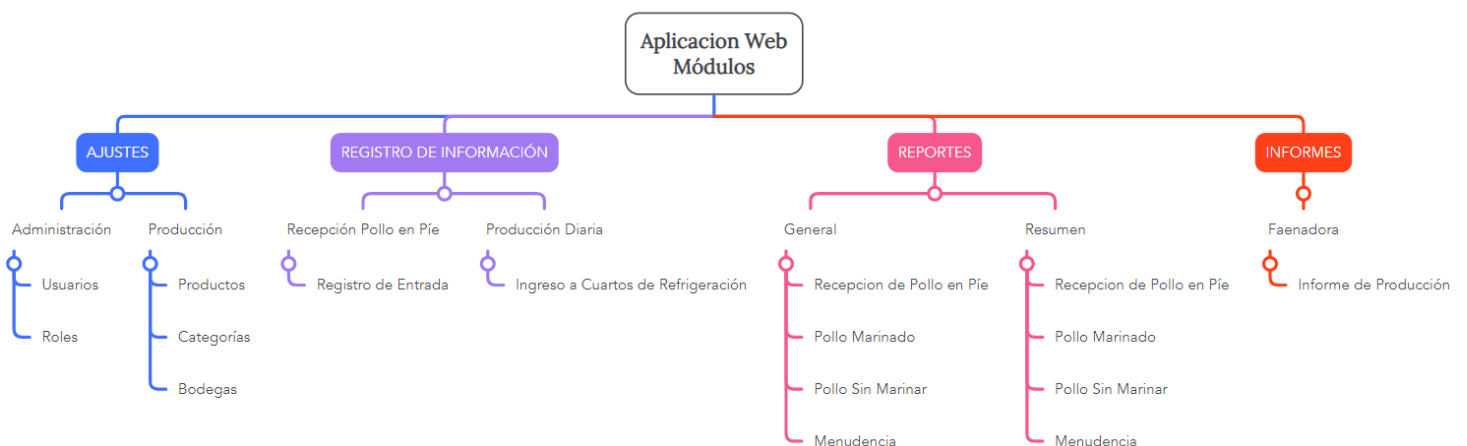 Aplicacion Web
Módulos
AJUSTES
REGISTRO DE INFORMACIÓN
REPORTES
INFORMES
Administración
Producción
Recepción Pollo en Píe
Producción Diaria
General
Resumen
Faenadora
Usuarios
Productos
Registro de Entrada
Ingreso a Cuartos de Refrigeración
Recepcion de Pollo en Píe
Recepcion de Pollo en Píe
Informe de Producción
Roles
Categorías
Pollo Marinado
Pollo Marinado
Bodegas
Pollo Sin Marinar
Pollo Sin Marinar
Menudencia
Menudencia